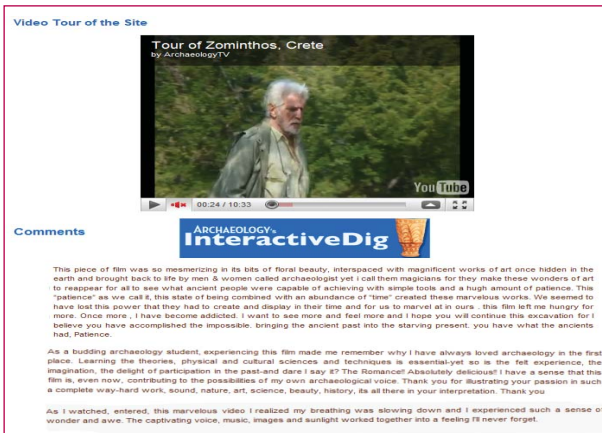 Video Tour of the Site
Tour of Zominthos, Crete
by ArchaeologyTV
YouTube
00:24 / 10:33
Comments
ARCHAEOLOGY's
InteractiveDig
This piece of film was so mesmerizing in its bits of floral beauty, interspaced with magnificent works of art once hidden in the
earth and brought back to life by men & women called archaeologist yet i call them magicians for they make these wonders of art
to reappear for all to see what ancient people were capable of achieving with simple tools and a hugh amount of patience. This
"patience" as we call it, this state of being combined with an abundance of "time" created these marvelous works. We seemed to
have lost this power that they had to create and display in their time and for us to marvel at in ours . this film left me hungry for
more. Once more , I have become addicted. I want to see more and feel more and I hope you will continue this excavation for I
believe you have accomplished the impossible. bringing the ancient past into the starving present. you have what the ancients
had, Patience.
As a budding archaeology student, experiencing this film made me remember why I have always loved archaeology in the first
place. Learning the theories, physical and cultural sciences and techniques is essential-yet so is the felt experience, the
imagination, the delight of participation in the past-and dare I say it? The Romance!! Absolutely delicious! I have a sense that this
film is, even now, contributing to the possibilities of my own archaeological voice. Thank you for illustrating your passion in such
a complete way-hard work, sound, nature, art, science, beauty, history, its all there in your interpretation. Thank you
As I watched, entered, this marvelous video I realized my breathing was slowing down and I experienced such a sense of
wonder and awe. The captivating voice, music, images and sunlight worked together into a feeling I'll never forget.